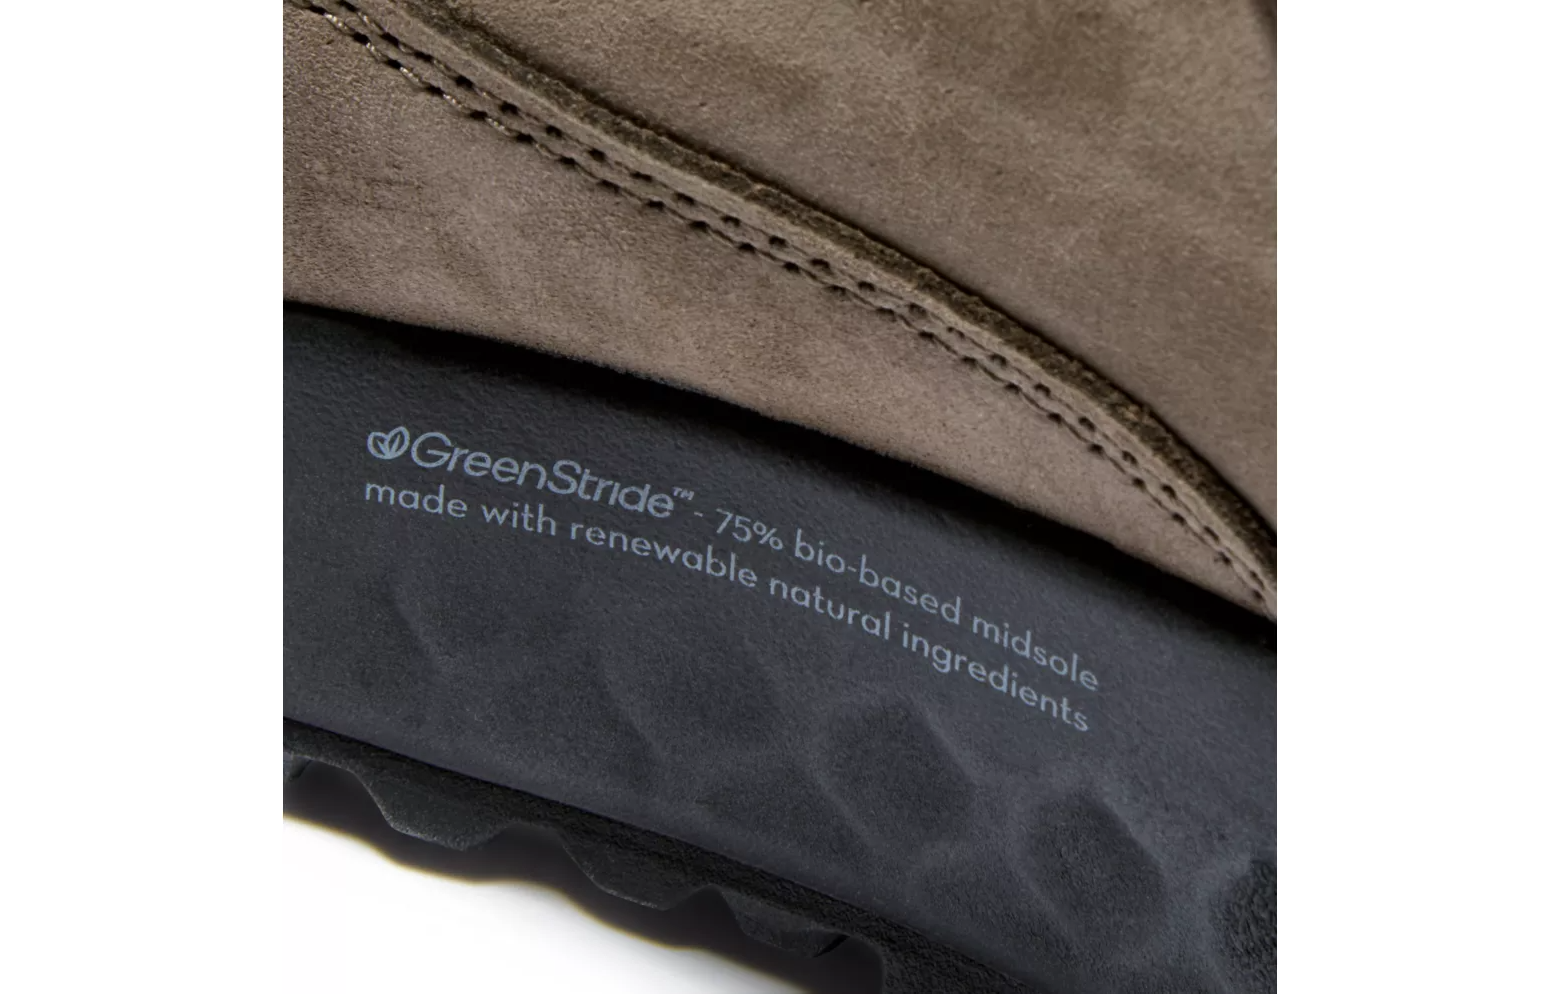 GreenStride™ - 75% bio-based midsole
made with renewable natural ingredients